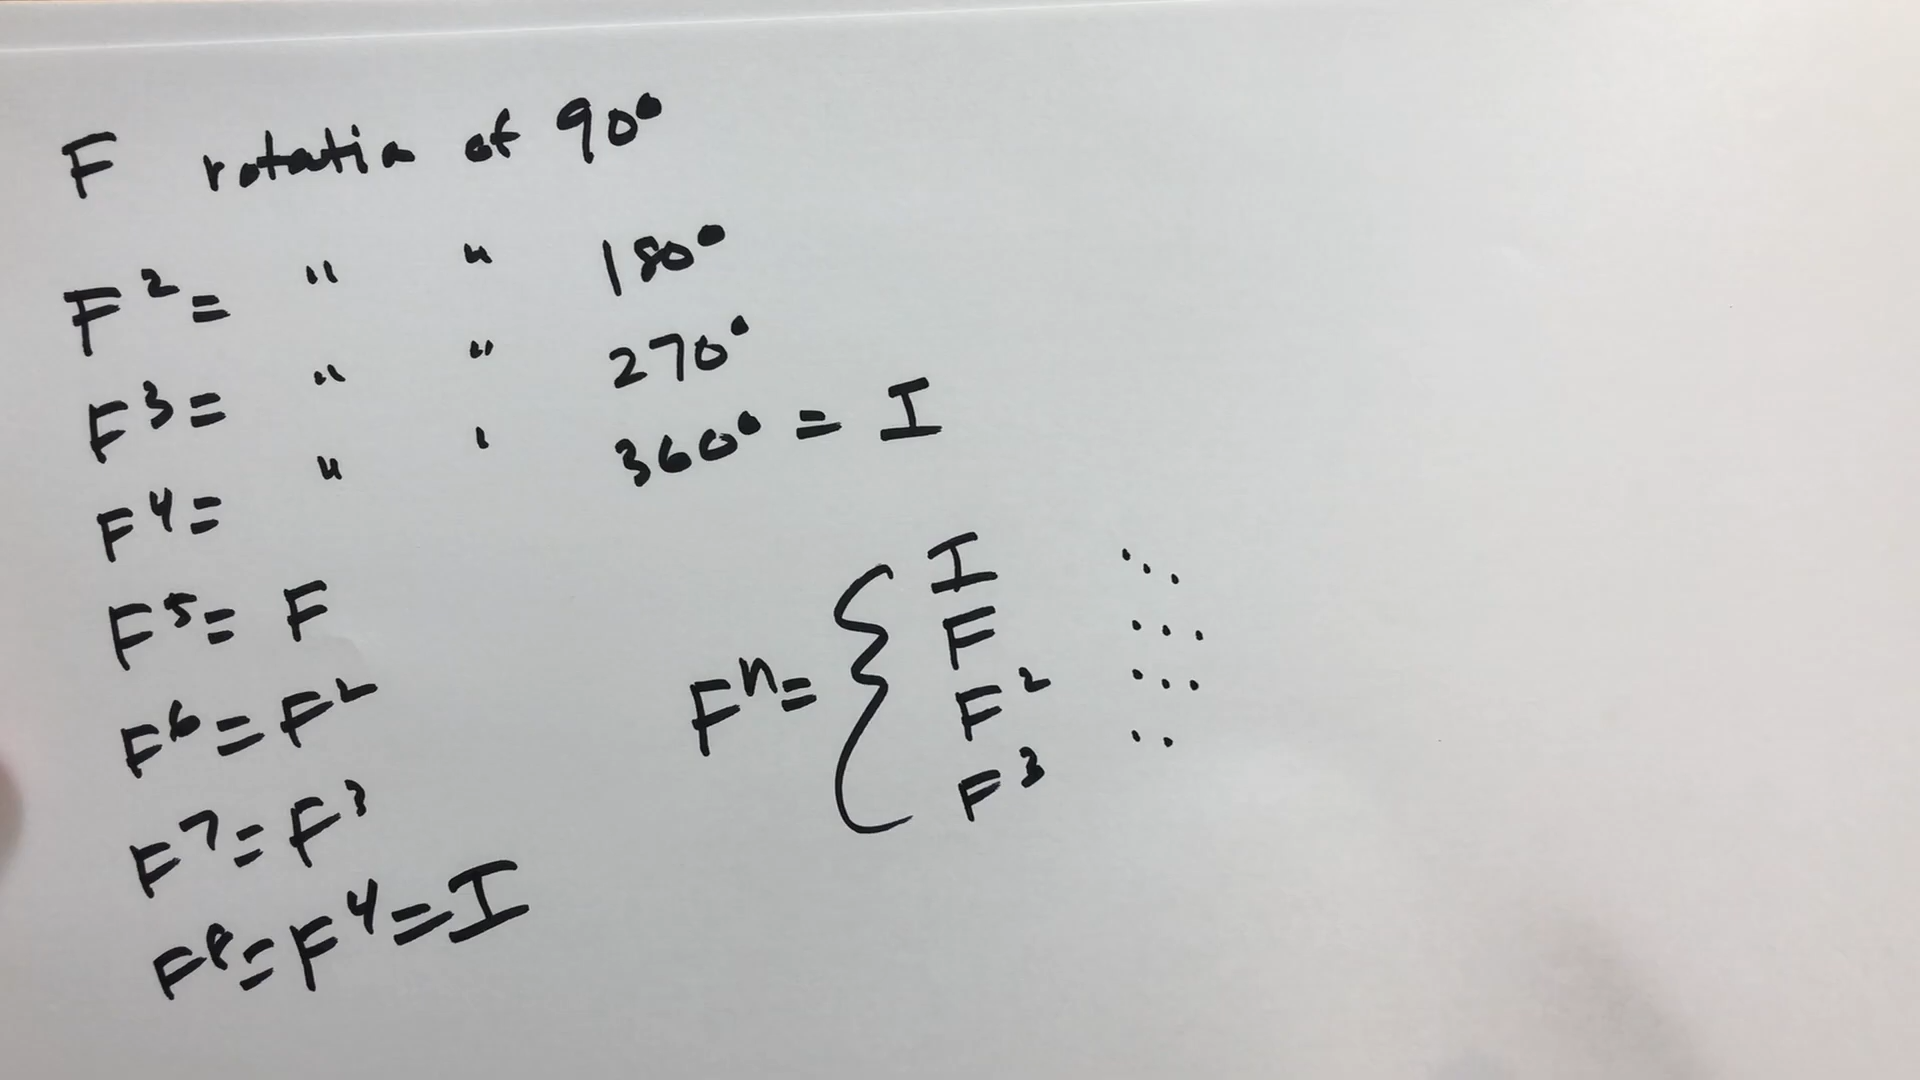 F rotation of 90°
F² = " " 180°
F³ = " " 270°
F⁴ = " ' 360° = I
F⁵ = F
F⁶ = F²
F⁷ = F³
F⁸ = F⁴ = I
Fⁿ = { I ...
F ...
F² ...
F³ ..